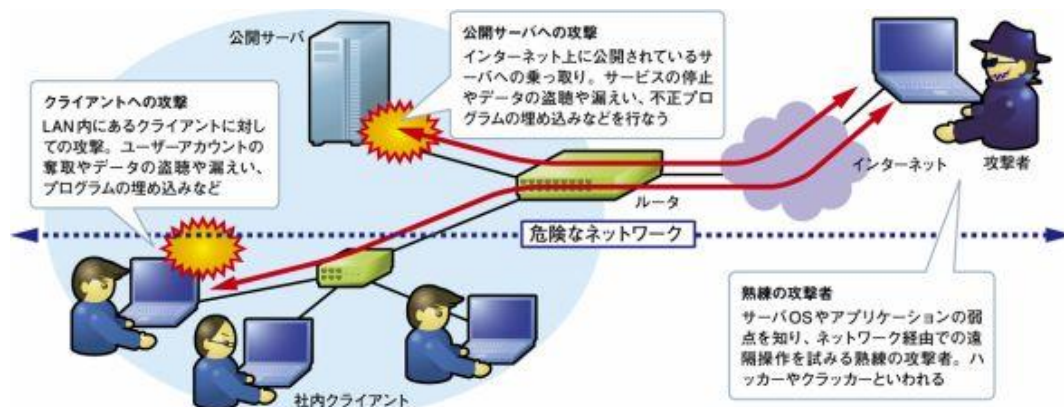 公開サーバ
公開サーバへの攻撃
インターネット上に公開されているサー
バへの乗っ取り。サービスの停止
やデータの盗聴や漏えい、不正プロ
グラムの埋め込みなどを行なう
クライアントへの攻撃
LAN内にあるクライアントに対し
ての攻撃。ユーザーアカウントの
奪取やデータの盗聴や漏えい、
プログラムの埋め込みなど
インターネット
攻撃者
ルータ
危険なネットワーク
熟練の攻撃者
サーバOSやアプリケーションの弱
点を知り、ネットワーク経由での遠
隔操作を試みる熟練の攻撃者。ハ
ッカーやクラッカーといわれる
社内クライアント